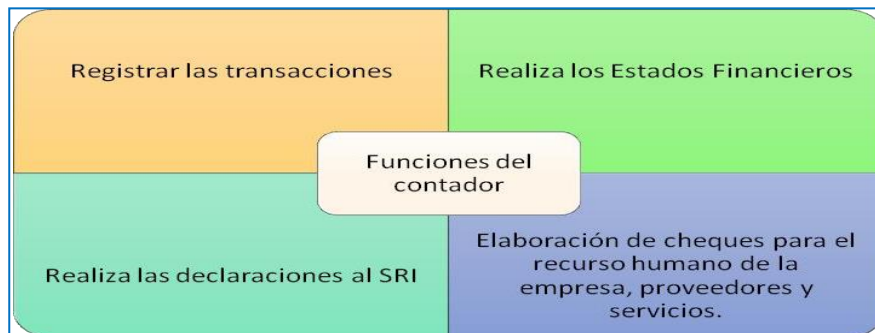 Registrar las transacciones
Realiza los Estados Financieros
Funciones del
contador
Realiza las declaraciones al SRI
Elaboración de cheques para el
recurso humano de la
empresa, proveedores y
servicios.